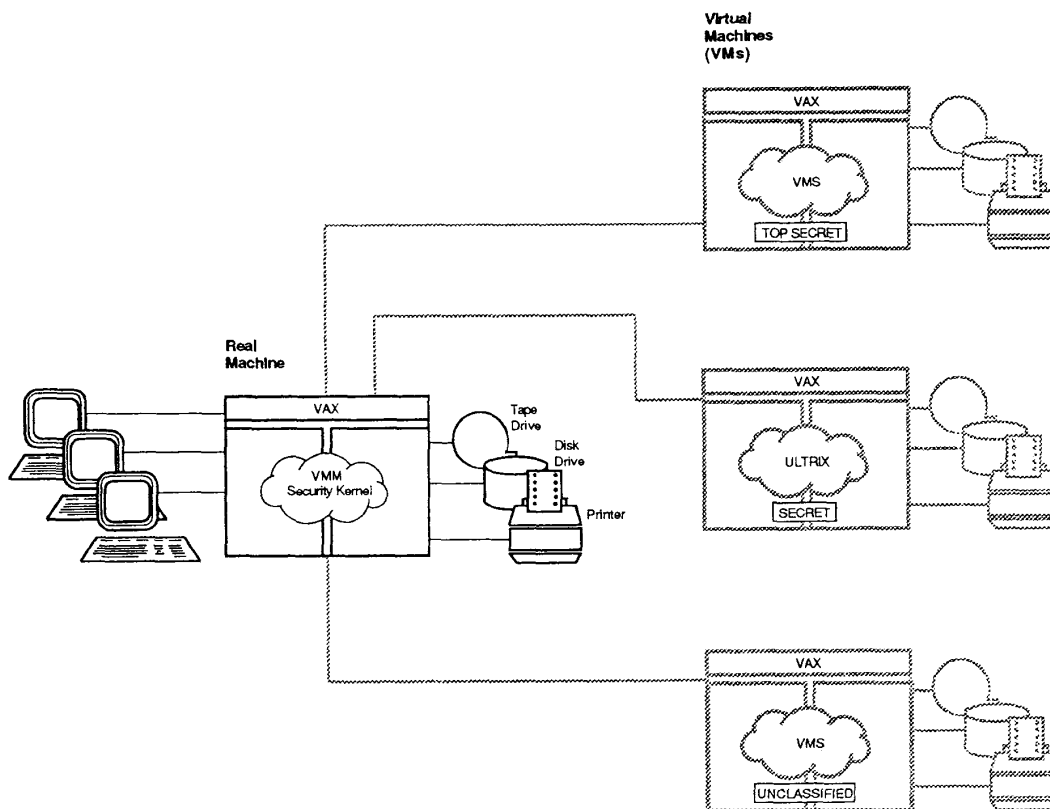 Virtual
Machines
(VMs)
VAX
VMS
TOP SECRET
Real
Machine
VAX
VMM
Security Kernel
Tape
Drive
Disk
Drive
Printer
VAX
ULTRIX
SECRET
VAX
VMS
UNCLASSIFIED